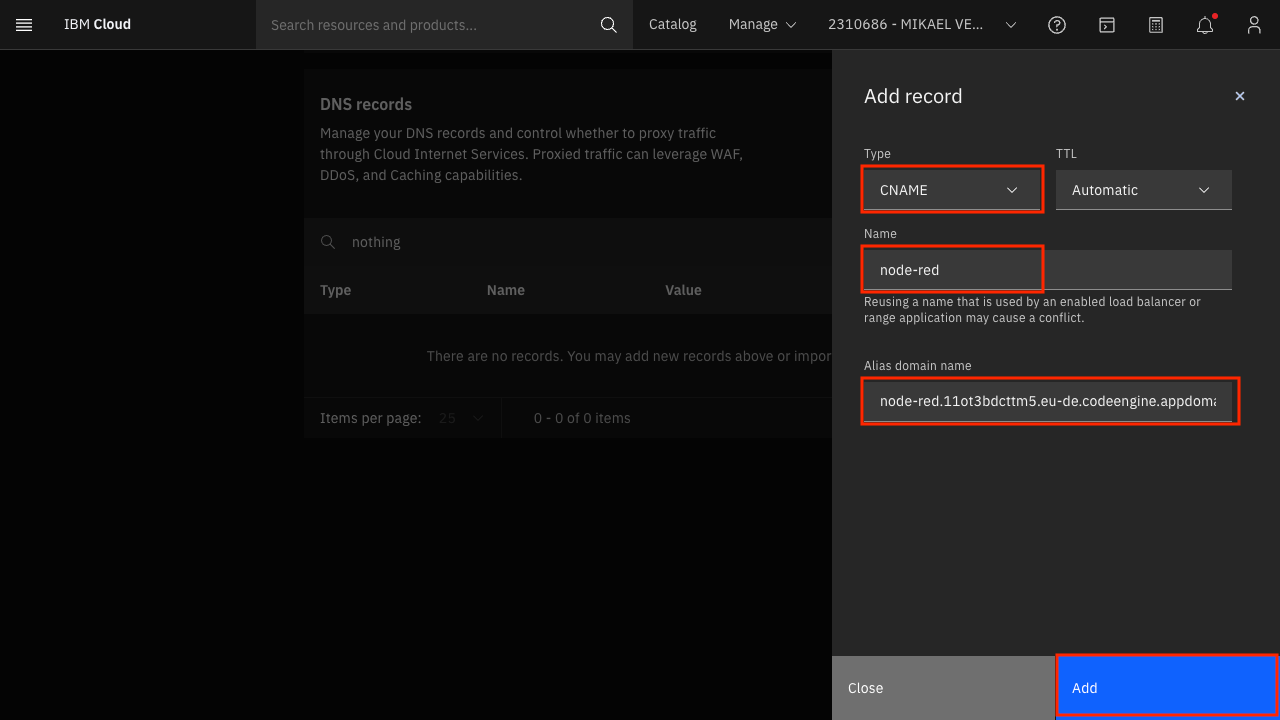 IBM Cloud
Search resources and products...
Catalog
Manage
2310686 - MIKAEL VE...
DNS records
Manage your DNS records and control whether to proxy traffic
through Cloud Internet Services. Proxied traffic can leverage WAF,
DDoS, and Caching capabilities.
nothing
Type Name Value
There are no records. You may add new records above or impor
Items per page: 25 0 - 0 of 0 items
Add record
Type TTL
CNAME Automatic
Name
node-red
Reusing a name that is used by an enabled load balancer or
range application may cause a conflict.
Alias domain name
node-red.11ot3bdcttm5.eu-de.codeengine.appdoma
Close Add